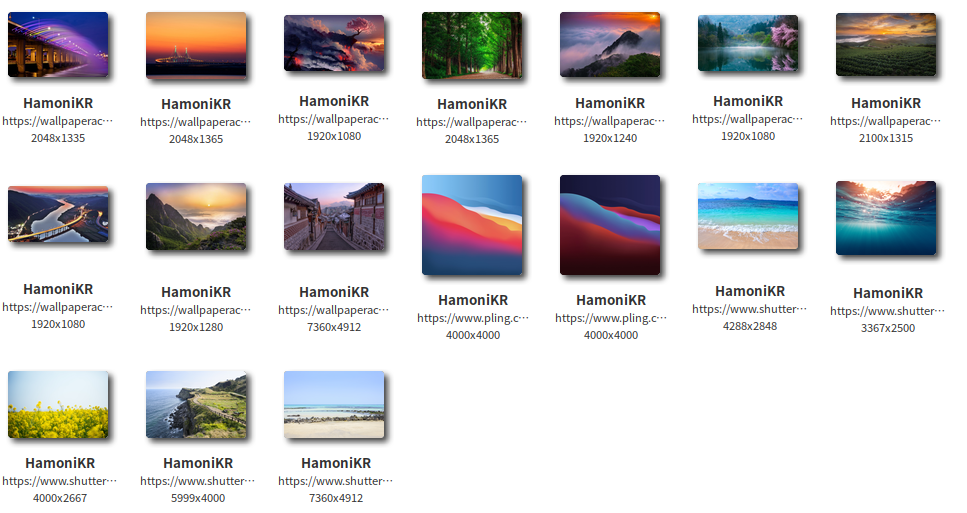 HamoniKR
https://wallpaperac···
2048x1335
HamoniKR
https://wallpaperac···
2048x1365
HamoniKR
https://wallpaperac···
1920x1080
HamoniKR
https://wallpaperac···
2048x1365
HamoniKR
https://wallpaperac···
1920x1240
HamoniKR
https://wallpaperac···
1920x1080
HamoniKR
https://wallpaperac···
2100x1315
HamoniKR
https://wallpaperac···
1920x1080
HamoniKR
https://wallpaperac···
1920x1280
HamoniKR
https://wallpaperac···
7360x4912
HamoniKR
https://www.pling.c···
4000x4000
HamoniKR
https://www.pling.c···
4000x4000
HamoniKR
https://www.shutter···
4288x2848
HamoniKR
https://www.shutter···
3367x2500
HamoniKR
https://www.shutter···
4000x2667
HamoniKR
https://www.shutter···
5999x4000
HamoniKR
https://www.shutter···
7360x4912